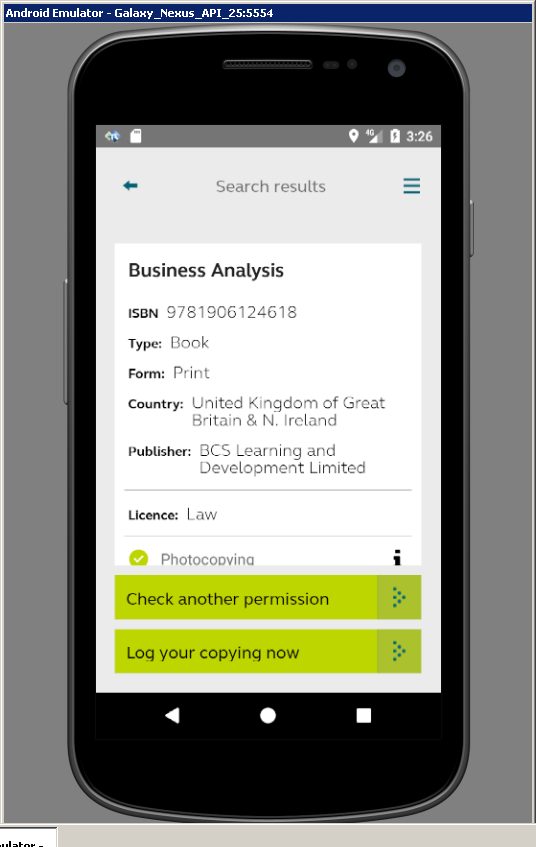 Android Emulator - Galaxy_Nexus_API_25:5554
4G 3:26
Search results
Business Analysis
ISBN 9781906124618
Type: Book
Form: Print
Country: United Kingdom of Great
Britain & N. Ireland
Publisher: BCS Learning and
Development Limited
Licence: Law
Photocopying
Check another permission
Log your copying now
ulator -